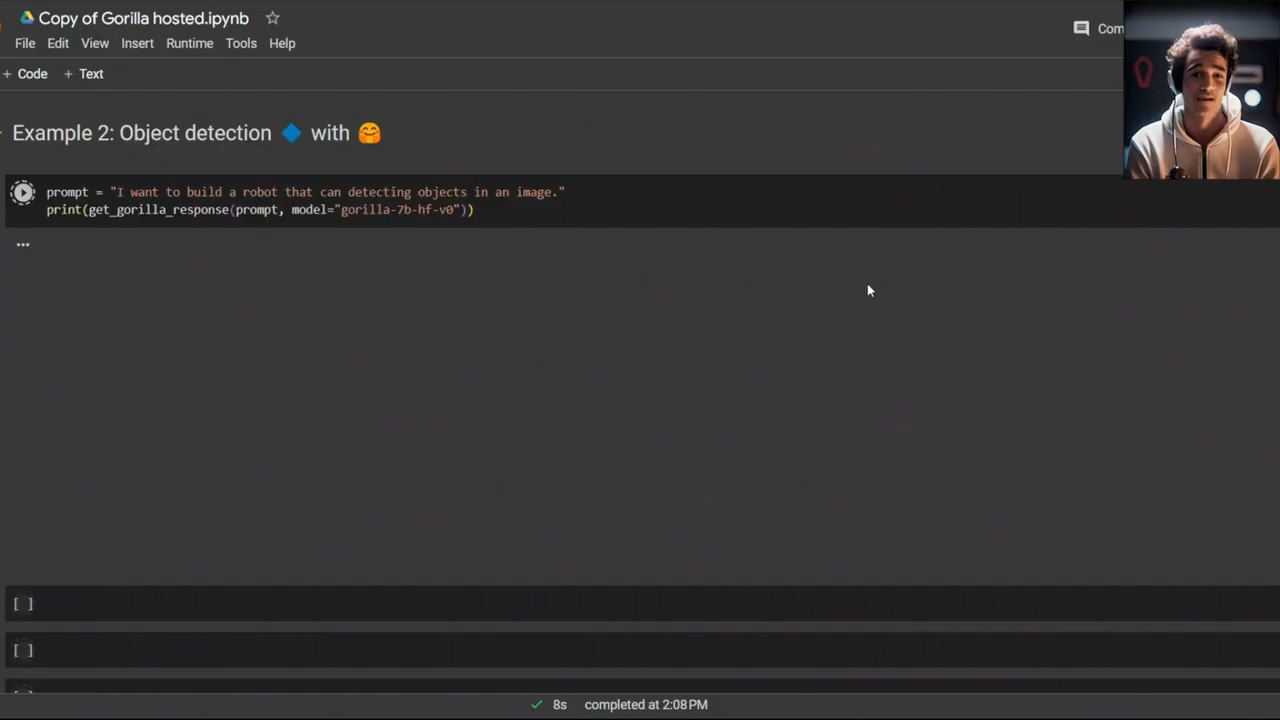 Copy of Gorilla hosted.ipynb
File Edit View Insert Runtime Tools Help
+ Code + Text
Example 2: Object detection 🔷 with 🤗
prompt = "I want to build a robot that can detecting objects in an image."
print(get_gorilla_response(prompt, model="gorilla-7b-hf-v0"))
...
[ ]
[ ]
8s completed at 2:08 PM